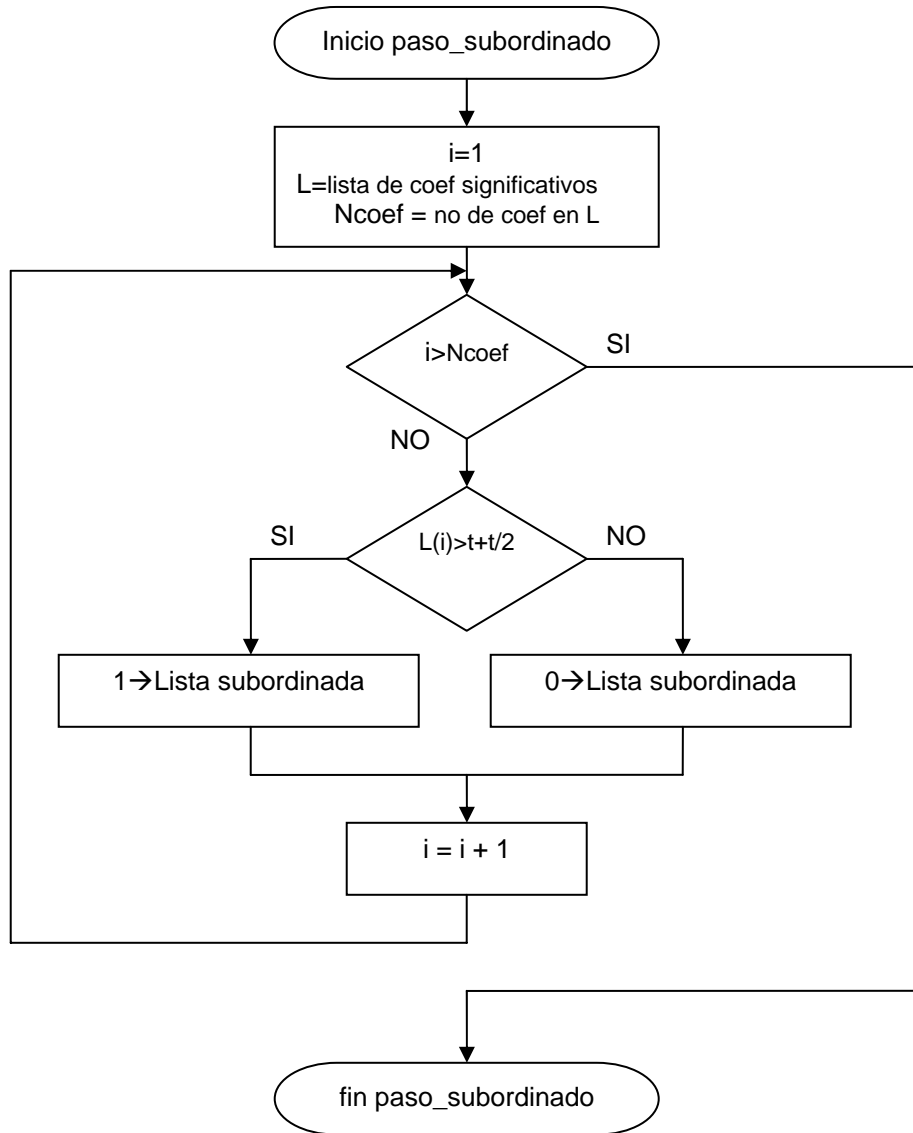 Inicio paso_subordinado
i=1
L=lista de coef significativos
Ncoef = no de coef en L
i>Ncoef
SI
NO
L(i)>t+t/2
SI
NO
1→Lista subordinada
0→Lista subordinada
i = i + 1
fin paso_subordinado